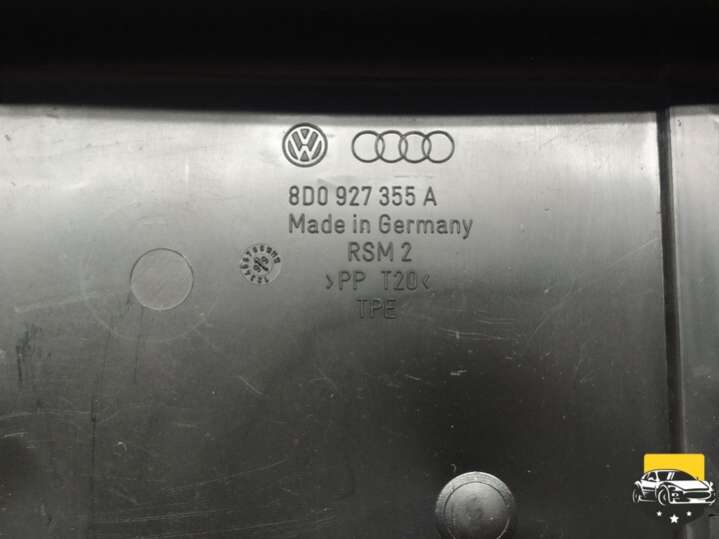 8D0 927 355 A
Made in Germany
RSM 2
>PP T20<
TPE